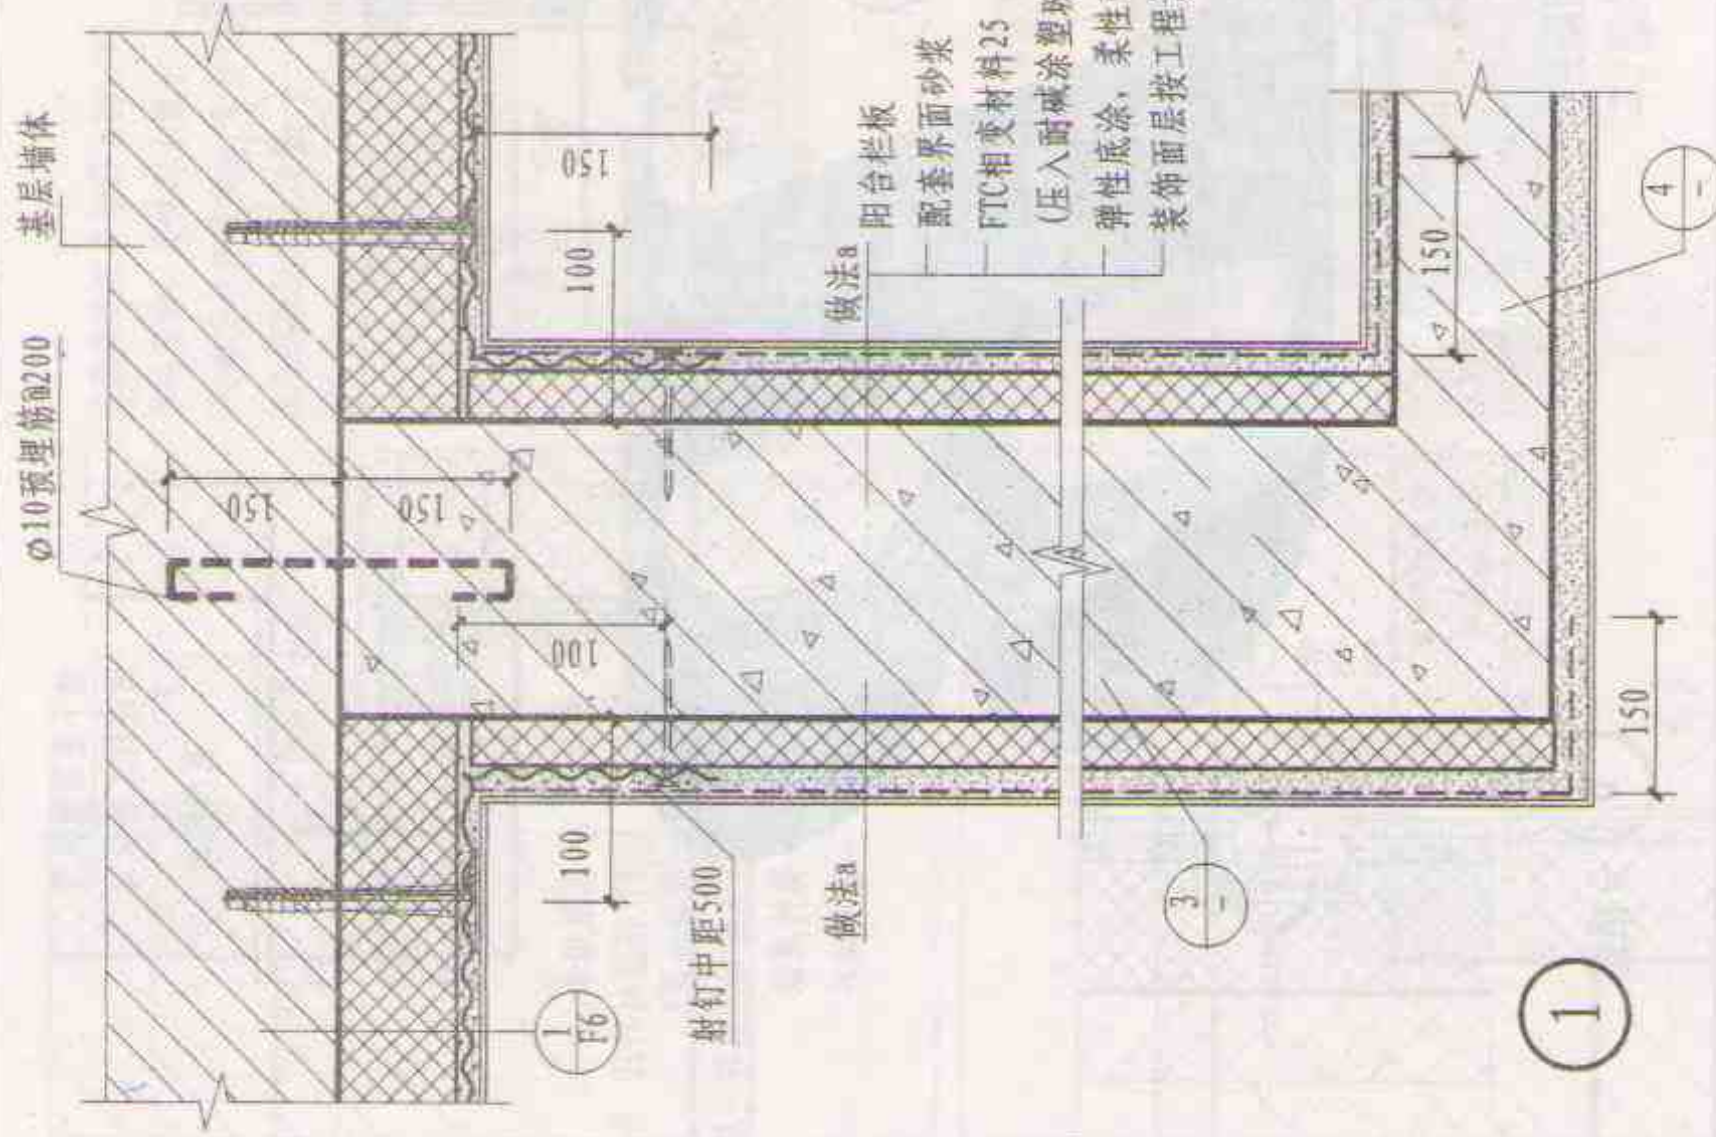 基层墙体
ø10预埋筋@200
150
150
150
100
100
100
150
150
做法a
阳台栏板
配套界面砂浆
FTC相变材料25
(压入耐碱涂塑玻
弹性底涂，柔性
装饰面层按工程
射钉中距500
做法a
1
F6
3
-
4
-
1